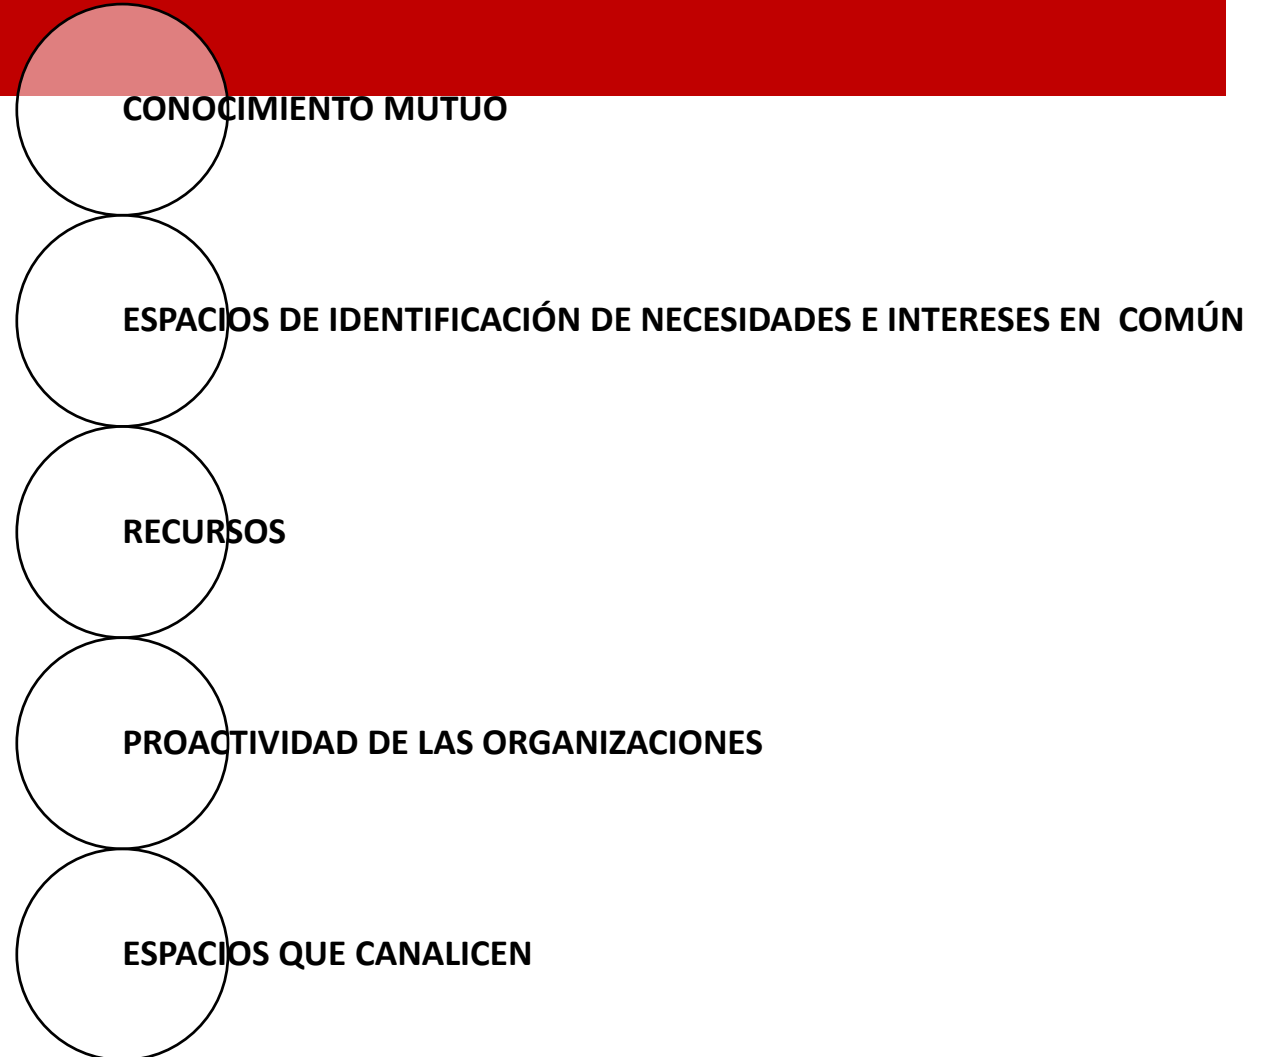 CONOCIMIENTO MUTUO
ESPACIOS DE IDENTIFICACIÓN DE NECESIDADES E INTERESES EN  COMÚN
RECURSOS
PROACTIVIDAD DE LAS ORGANIZACIONES
ESPACIOS QUE CANALICEN